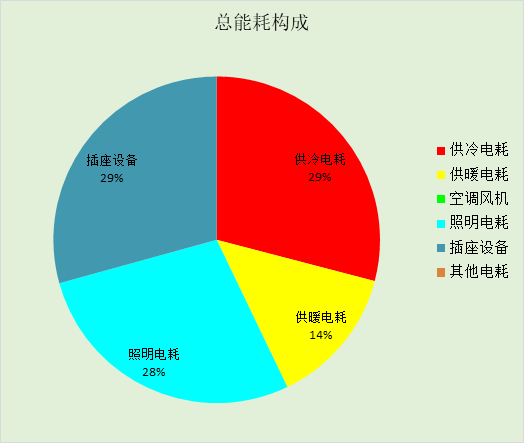 总能耗构成
插座设备
29%
供冷电耗
29%
供暖电耗
14%
照明电耗
28%
供冷电耗
供暖电耗
空调风机
照明电耗
插座设备
其他电耗